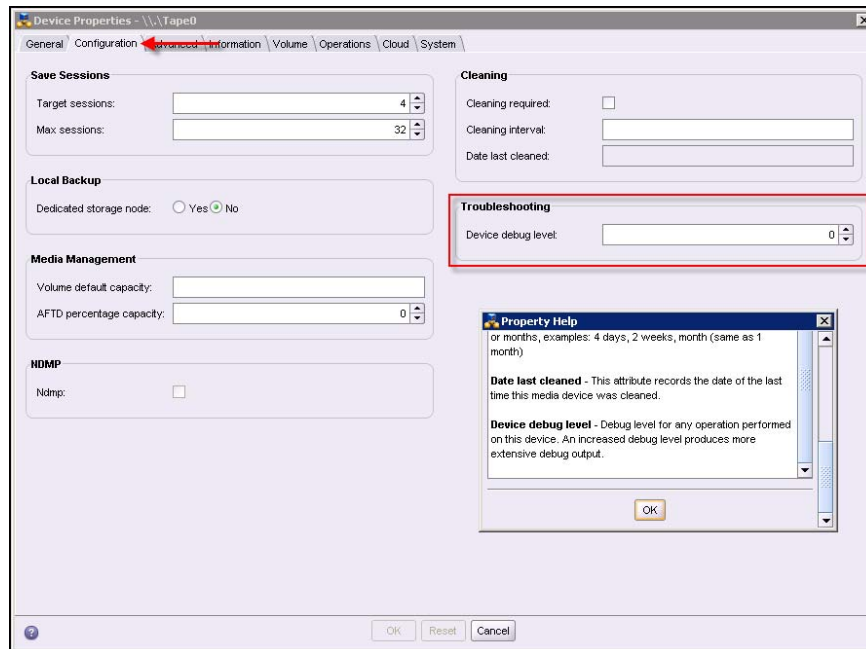 Device Properties - \\.\Tape0
General Configuration Advanced Information Volume Operations Cloud System
Save Sessions
Target sessions: 4
Max sessions: 32
Local Backup
Dedicated storage node: Yes No
Media Management
Volume default capacity:
AFTD percentage capacity: 0
NDMP
Ndmp:
Cleaning
Cleaning required:
Cleaning interval:
Date last cleaned:
Troubleshooting
Device debug level: 0
Property Help
or months, examples: 4 days, 2 weeks, month (same as 1
month)
Date last cleaned - This attribute records the date of the last
time this media device was cleaned.
Device debug level - Debug level for any operation performed
on this device. An increased debug level produces more
extensive debug output.
OK
OK Reset Cancel